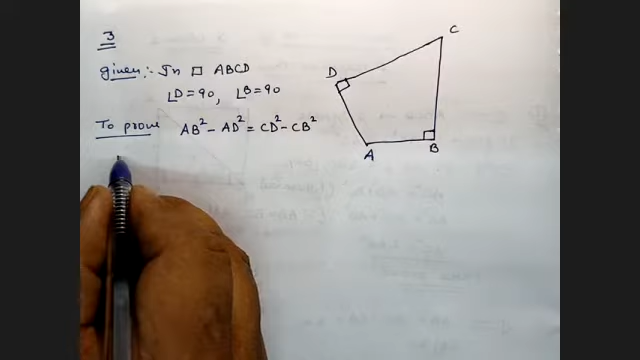 3
given :- In □ ABCD
∟D = 90, ∟B = 90
To prove AB² - AD² = CD² - CB²
D
C
A
B